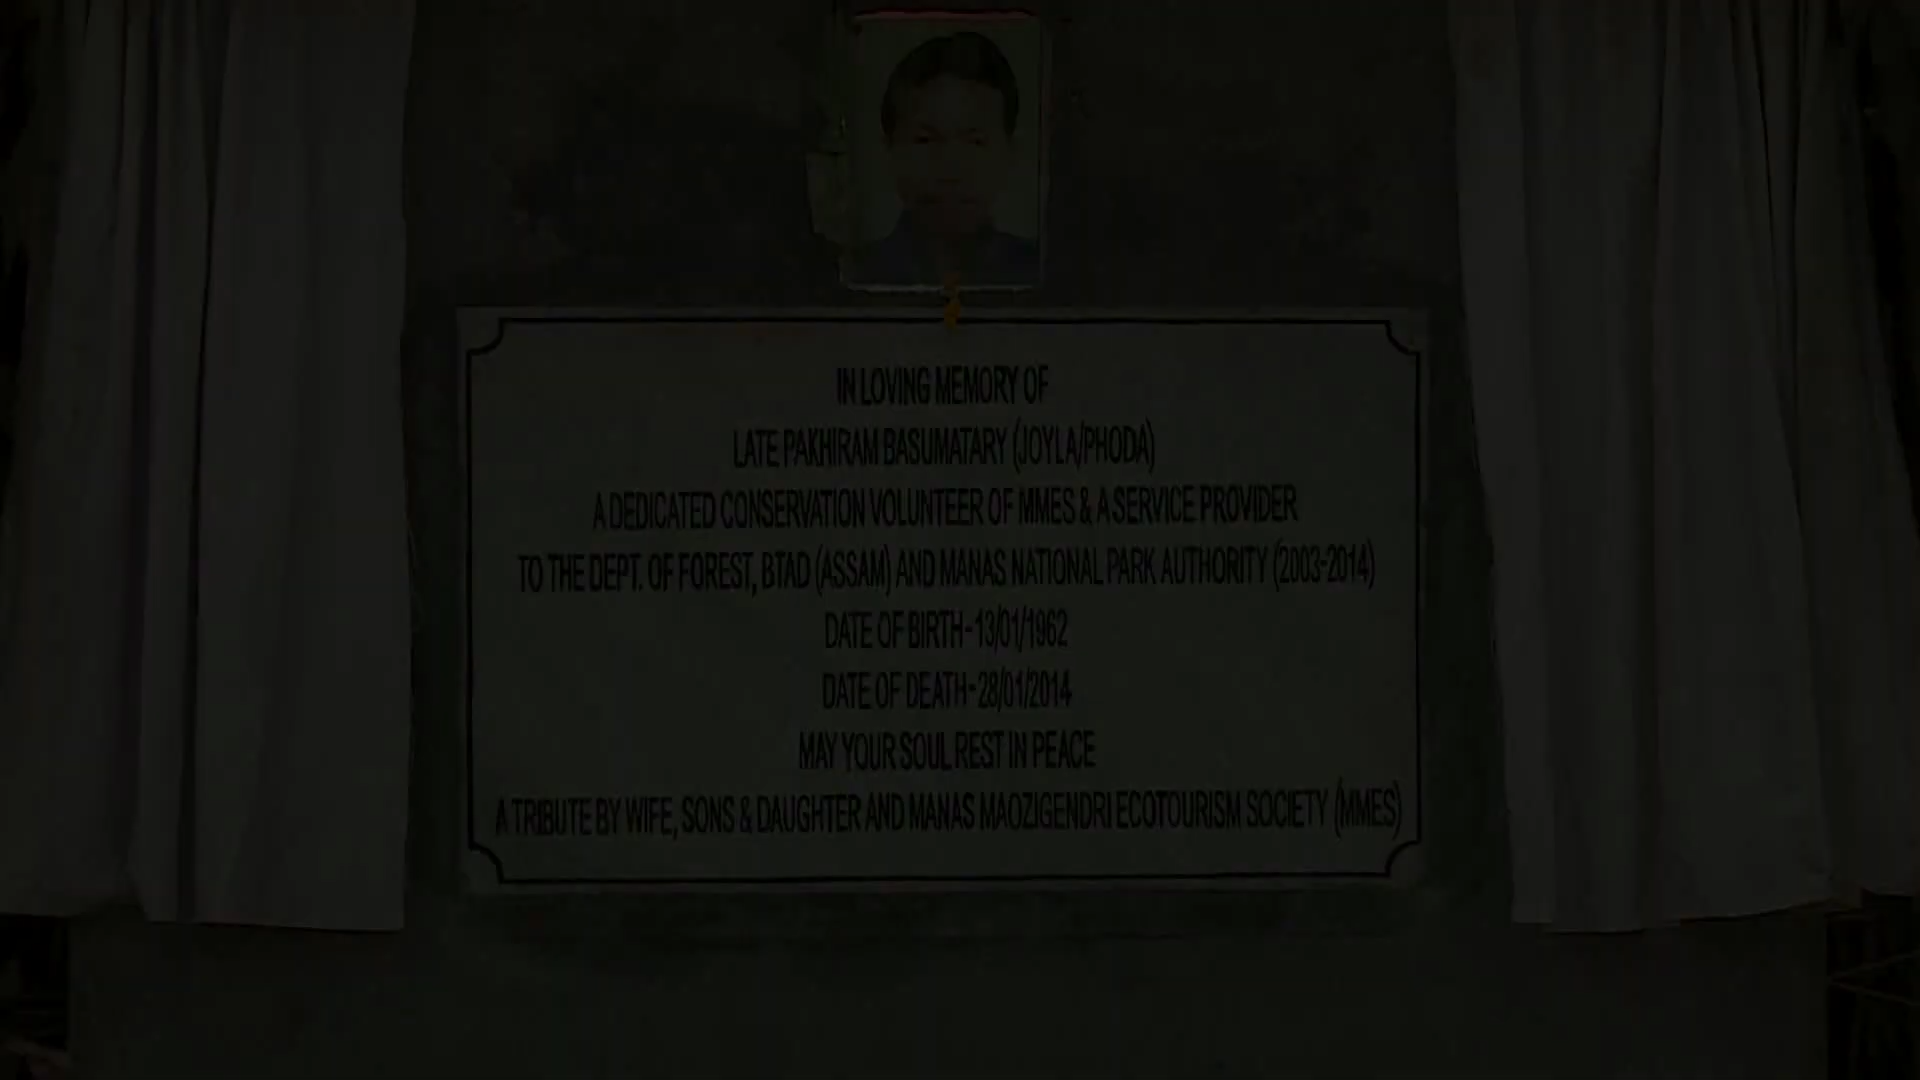 IN LOVING MEMORY OF
LATE PAKHIRAM BASUMATARY (JOYLA/PHODA)
A DEDICATED CONSERVATION VOLUNTEER OF MMES & A SERVICE PROVIDER
TO THE DEPT. OF FOREST, BTAD (ASSAM) AND MANAS NATIONAL PARK AUTHORITY (2003-2014)
DATE OF BIRTH-13/01/1962
DATE OF DEATH-28/01/2014
MAY YOUR SOUL REST IN PEACE
A TRIBUTE BY WIFE, SONS & DAUGHTER AND MANAS MAOZIGENDRI ECOTOURISM SOCIETY (MMES)